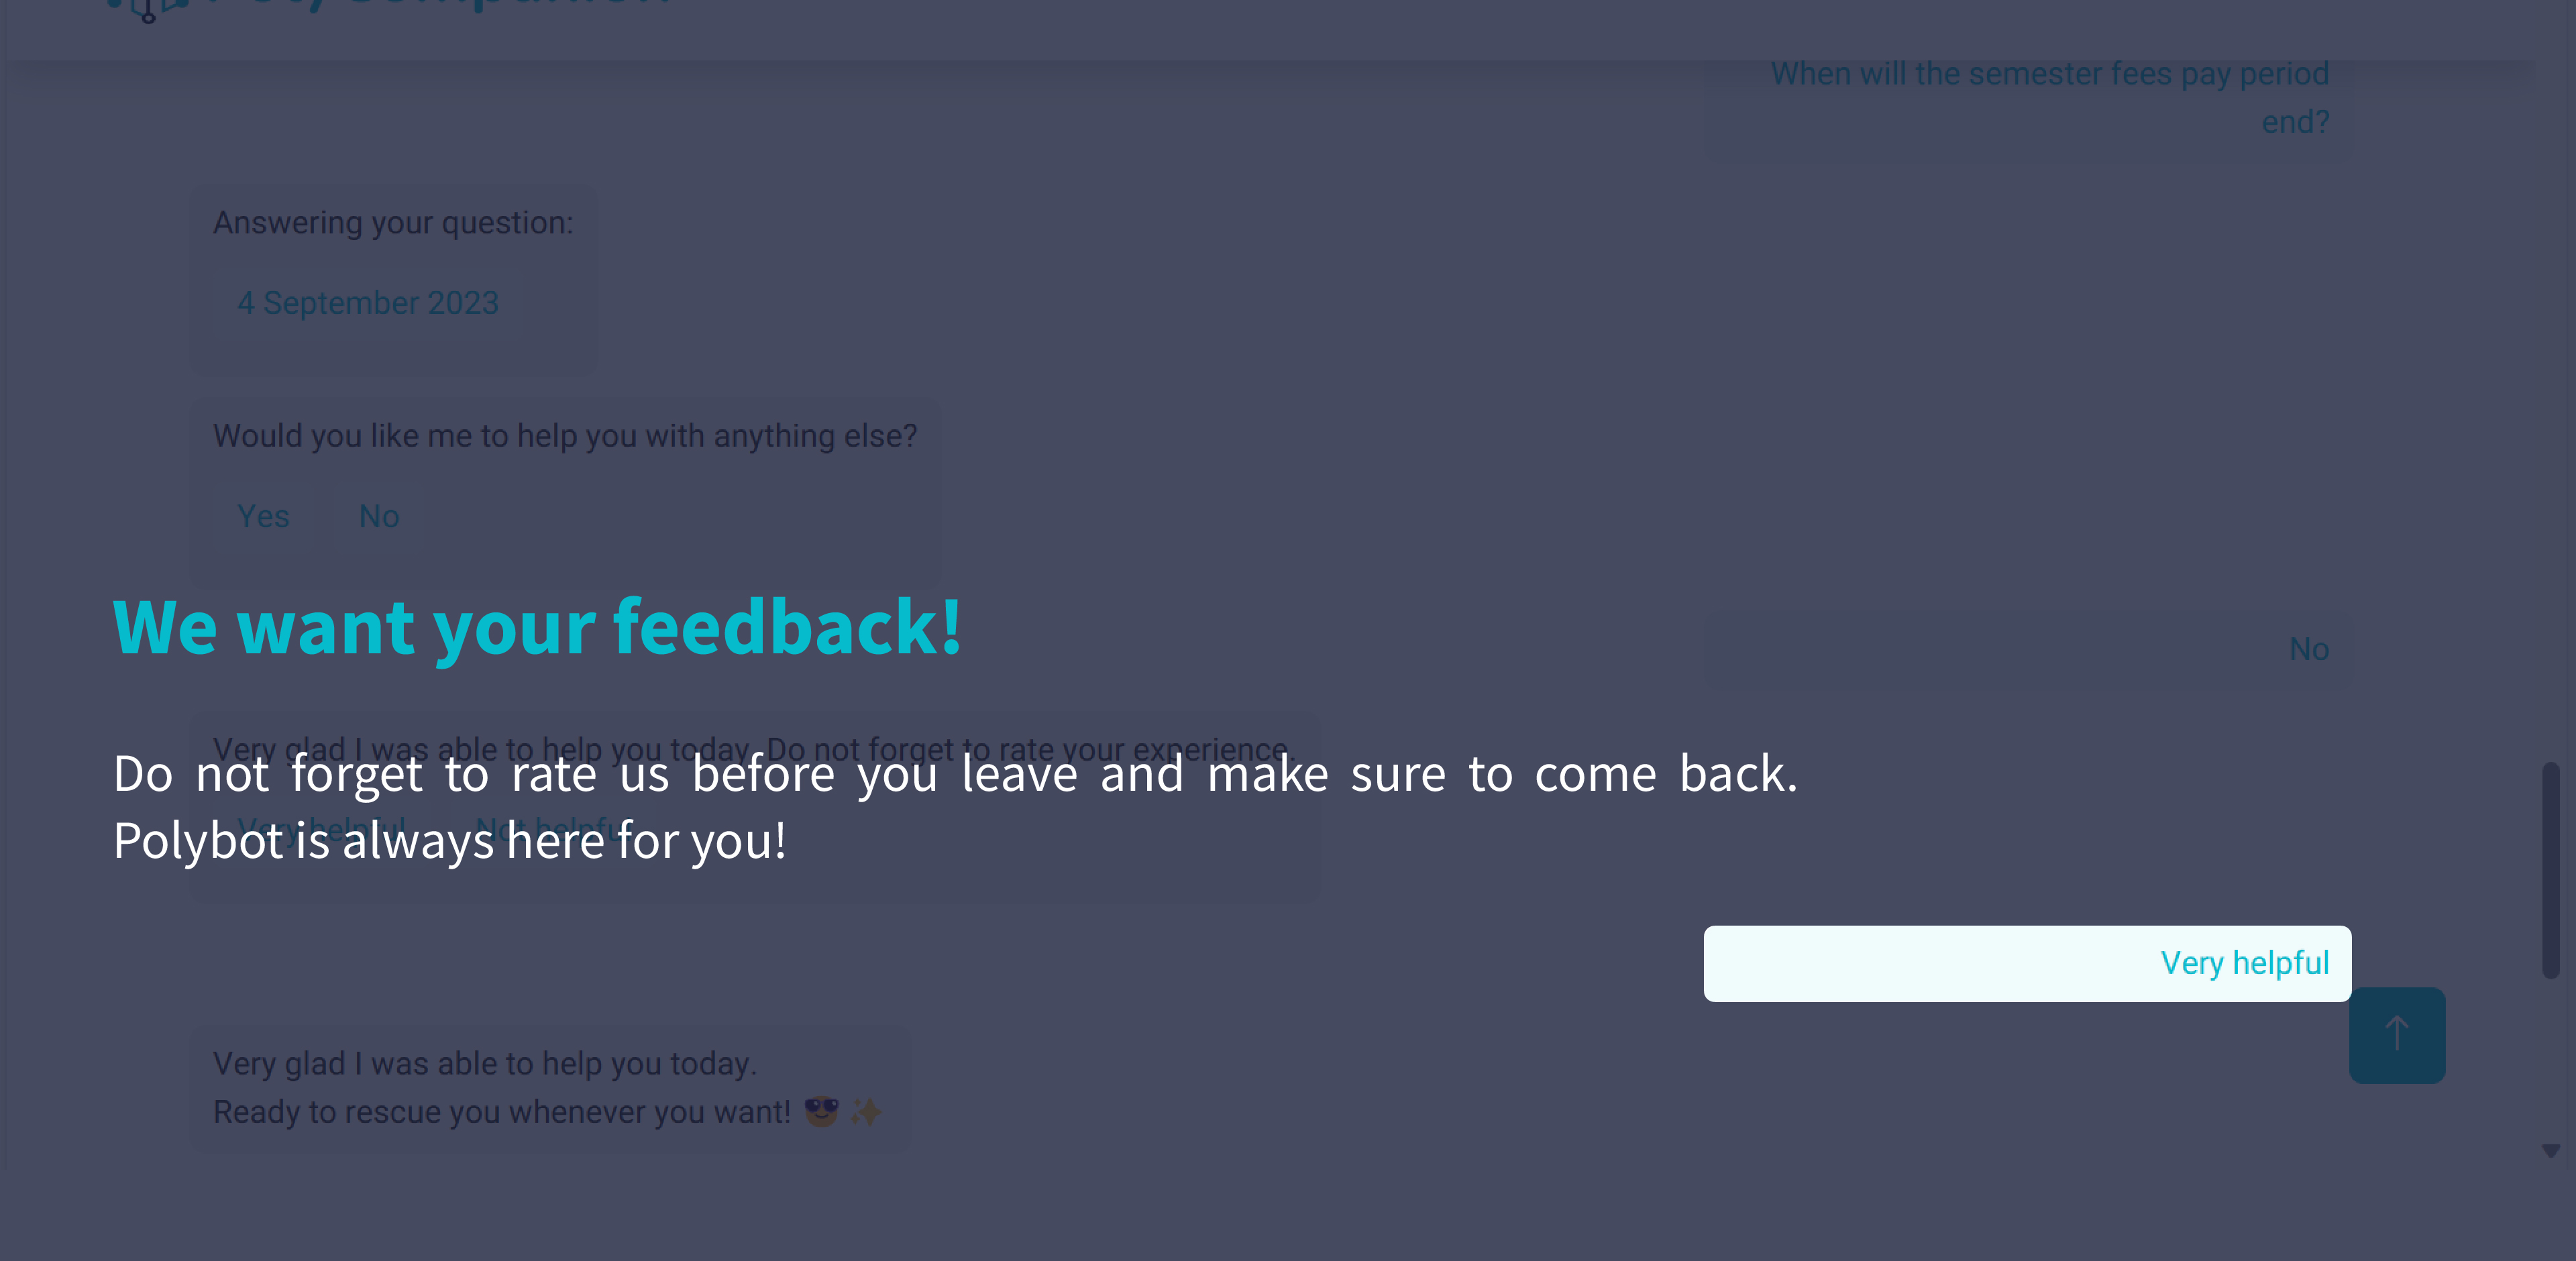 When will the semester fees pay period
end?
Answering your question:
4 September 2023
Would you like me to help you with anything else?
Yes No
We want your feedback!
No
Very glad I was able to help you today. Do not forget to rate your experience.
Do not forget to rate us before you leave and make sure to come back.
Very helpful Not helpful
Polybot is always here for you!
Very helpful
Very glad I was able to help you today.
Ready to rescue you whenever you want! 😎 ✨